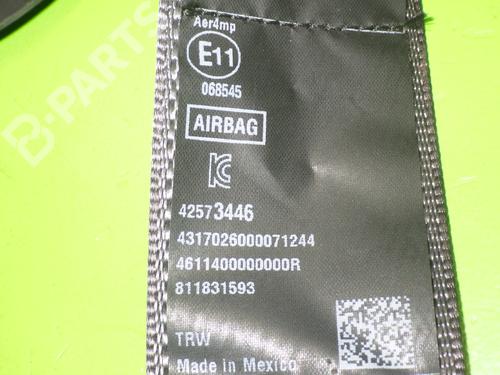 B-PARTS
Aer4mp
E11
068545
AIRBAG
42573446
4317026000071244
4611400000000R
811831593
TRW
Made in Mexico